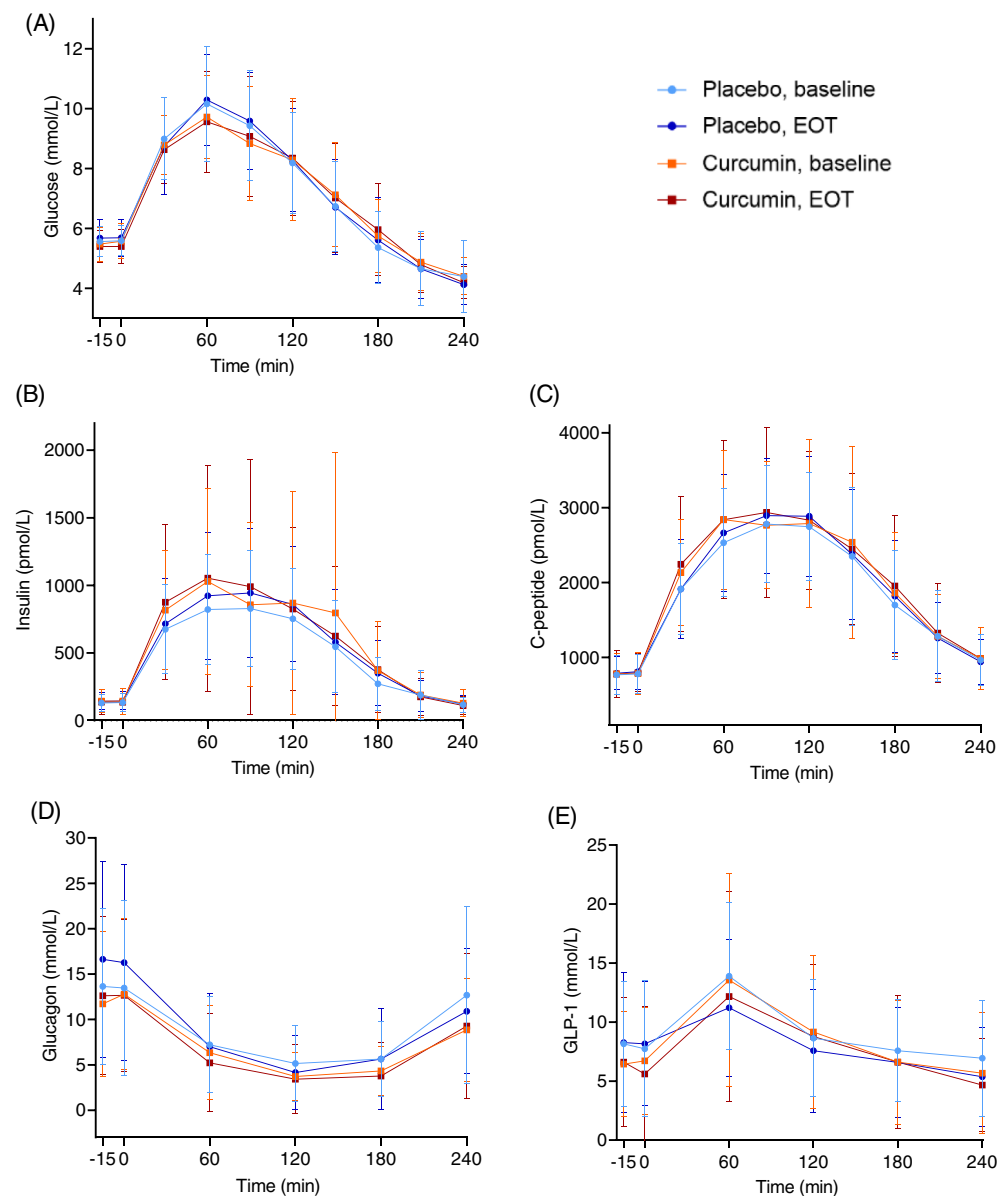 (A)
Glucose (mmol/L)
12
10
8
6
4
-15 0 60 120 180 240
Time (min)
Placebo, baseline
Placebo, EOT
Curcumin, baseline
Curcumin, EOT
(B)
Insulin (pmol/L)
2000
1500
1000
500
0
-15 0 60 120 180 240
Time (min)
(C)
C-peptide (pmol/L)
4000
3000
2000
1000
-15 0 60 120 180 240
Time (min)
(D)
Glucagon (mmol/L)
30
25
20
15
10
5
0
-15 0 60 120 180 240
Time (min)
(E)
GLP-1 (mmol/L)
25
20
15
10
5
0
-15 0 60 120 180 240
Time (min)